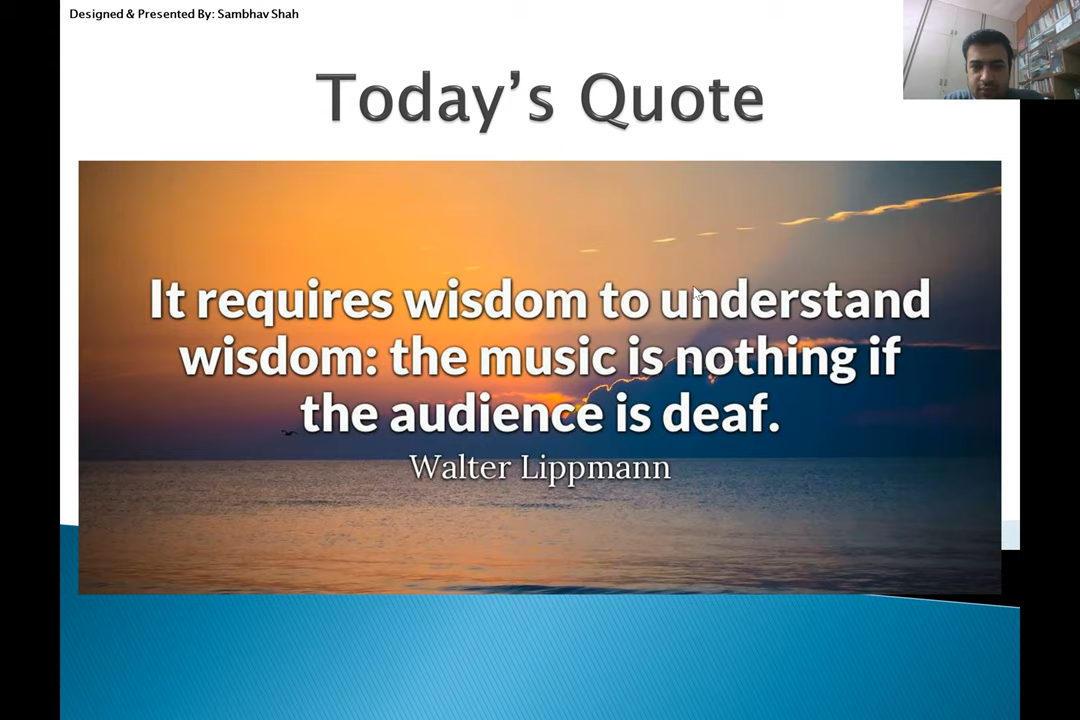 Designed & Presented By: Sambhav Shah
Today’s Quote
It requires wisdom to understand
wisdom: the music is nothing if
the audience is deaf.
Walter Lippmann